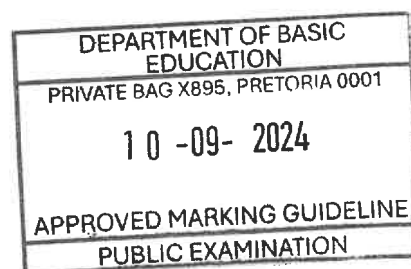 DEPARTMENT OF BASIC
EDUCATION
PRIVATE BAG X895, PRETORIA 0001
10 -09- 2024
APPROVED MARKING GUIDELINE
PUBLIC EXAMINATION